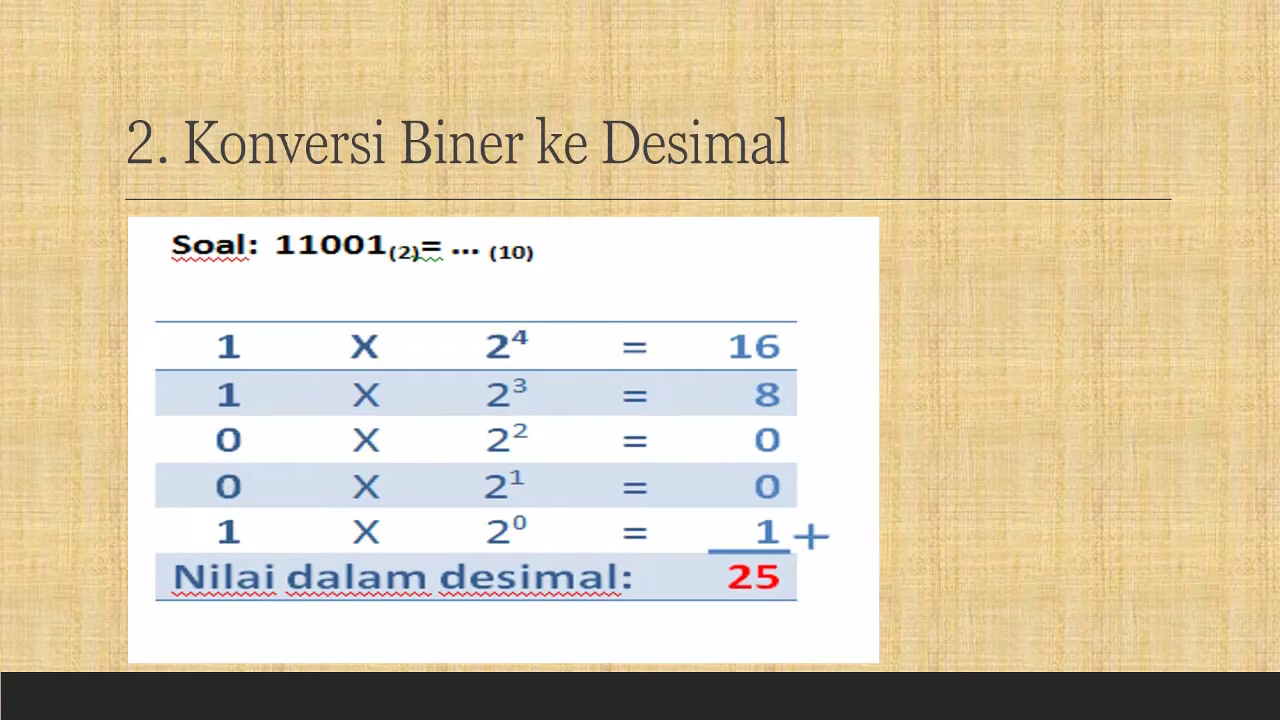 2. Konversi Biner ke Desimal
Soal: 11001(2)= ... (10)
1 X 2⁴ = 16
1 X 2³ = 8
0 X 2² = 0
0 X 2¹ = 0
1 X 2⁰ = 1 +
Nilai dalam desimal: 25